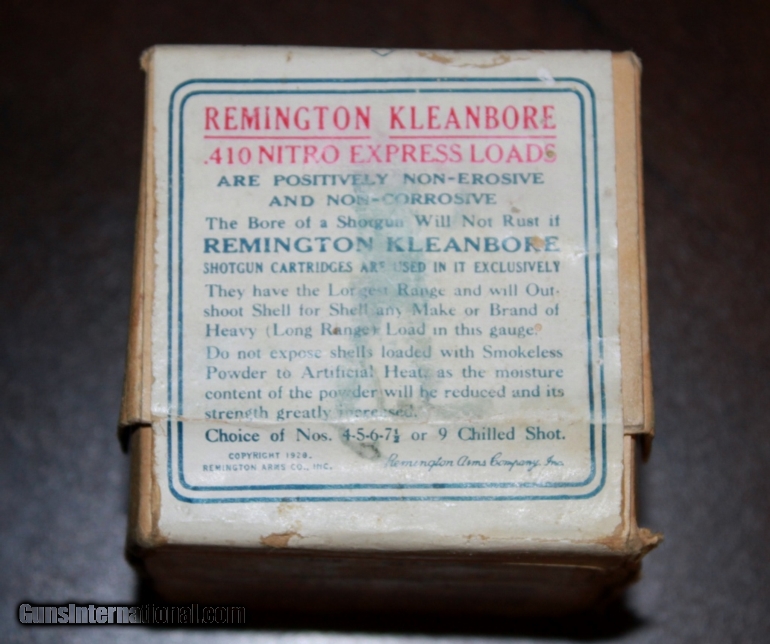 REMINGTON KLEANBORE
.410 NITRO EXPRESS LOADS
ARE POSITIVELY NON-EROSIVE
AND NON-CORROSIVE
The Bore of a Shotgun Will Not Rust if
REMINGTON KLEANBORE
SHOTGUN CARTRIDGES ARE USED IN IT EXCLUSIVELY
They have the Longest Range and will Out-
shoot Shell for Shell any Make or Brand of
Heavy (Long Range) Load in this gauge.
Do not expose shells loaded with Smokeless
Powder to Artificial Heat, as the moisture
content of the powder will be reduced and its
strength greatly increased.
Choice of Nos. 4-5-6-7½ or 9 Chilled Shot.
COPYRIGHT 1928,
REMINGTON ARMS CO., INC.
Remington Arms Company, Inc.
GunsInternational.com